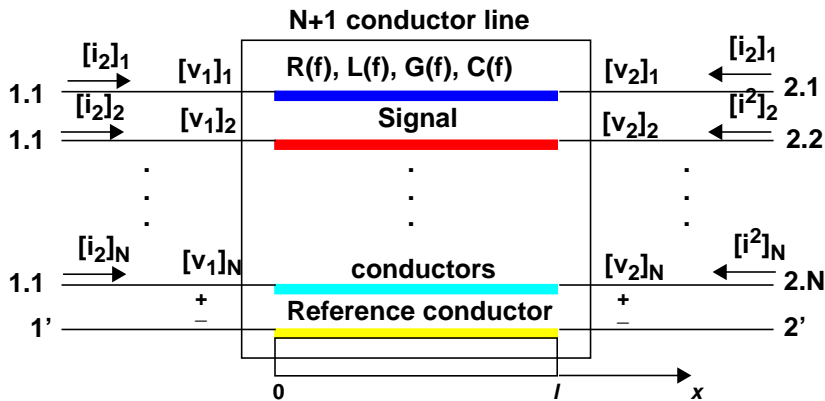 N+1 conductor line
[i2]1 [v1]1 R(f), L(f), G(f), C(f) [v2]1 [i2]1
1.1 2.1
[i2]2 [v1]2 Signal [v2]2 [i2]2
1.1 2.2
. . .
. . .
. . .
[i2]N [v1]N conductors [v2]N [i2]N
1.1 2.N
+ +
_ Reference conductor _
1' 2'
0 l x